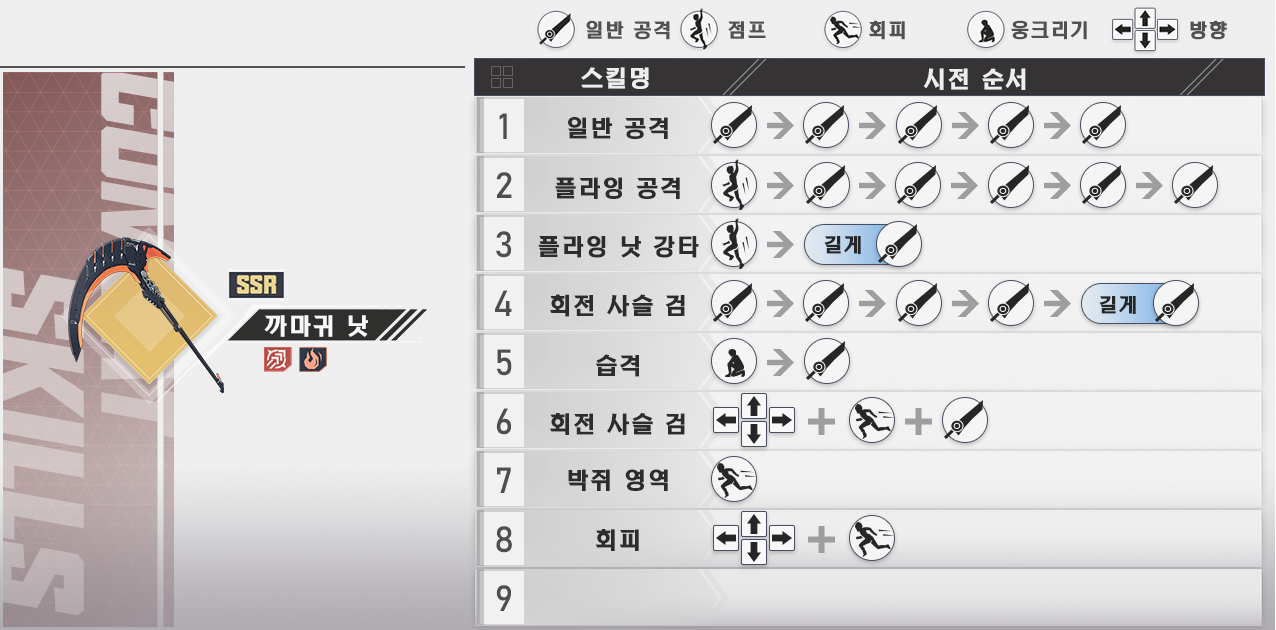 일반 공격 점프 회피 웅크리기 방향
스킬명 시전 순서
1 일반 공격
2 플라잉 공격
3 플라잉 낫 강타 길게
4 회전 사슬 검 길게
5 습격
6 회전 사슬 검
7 박쥐 영역
8 회피
9
SSR
까마귀 낫
SKILLS